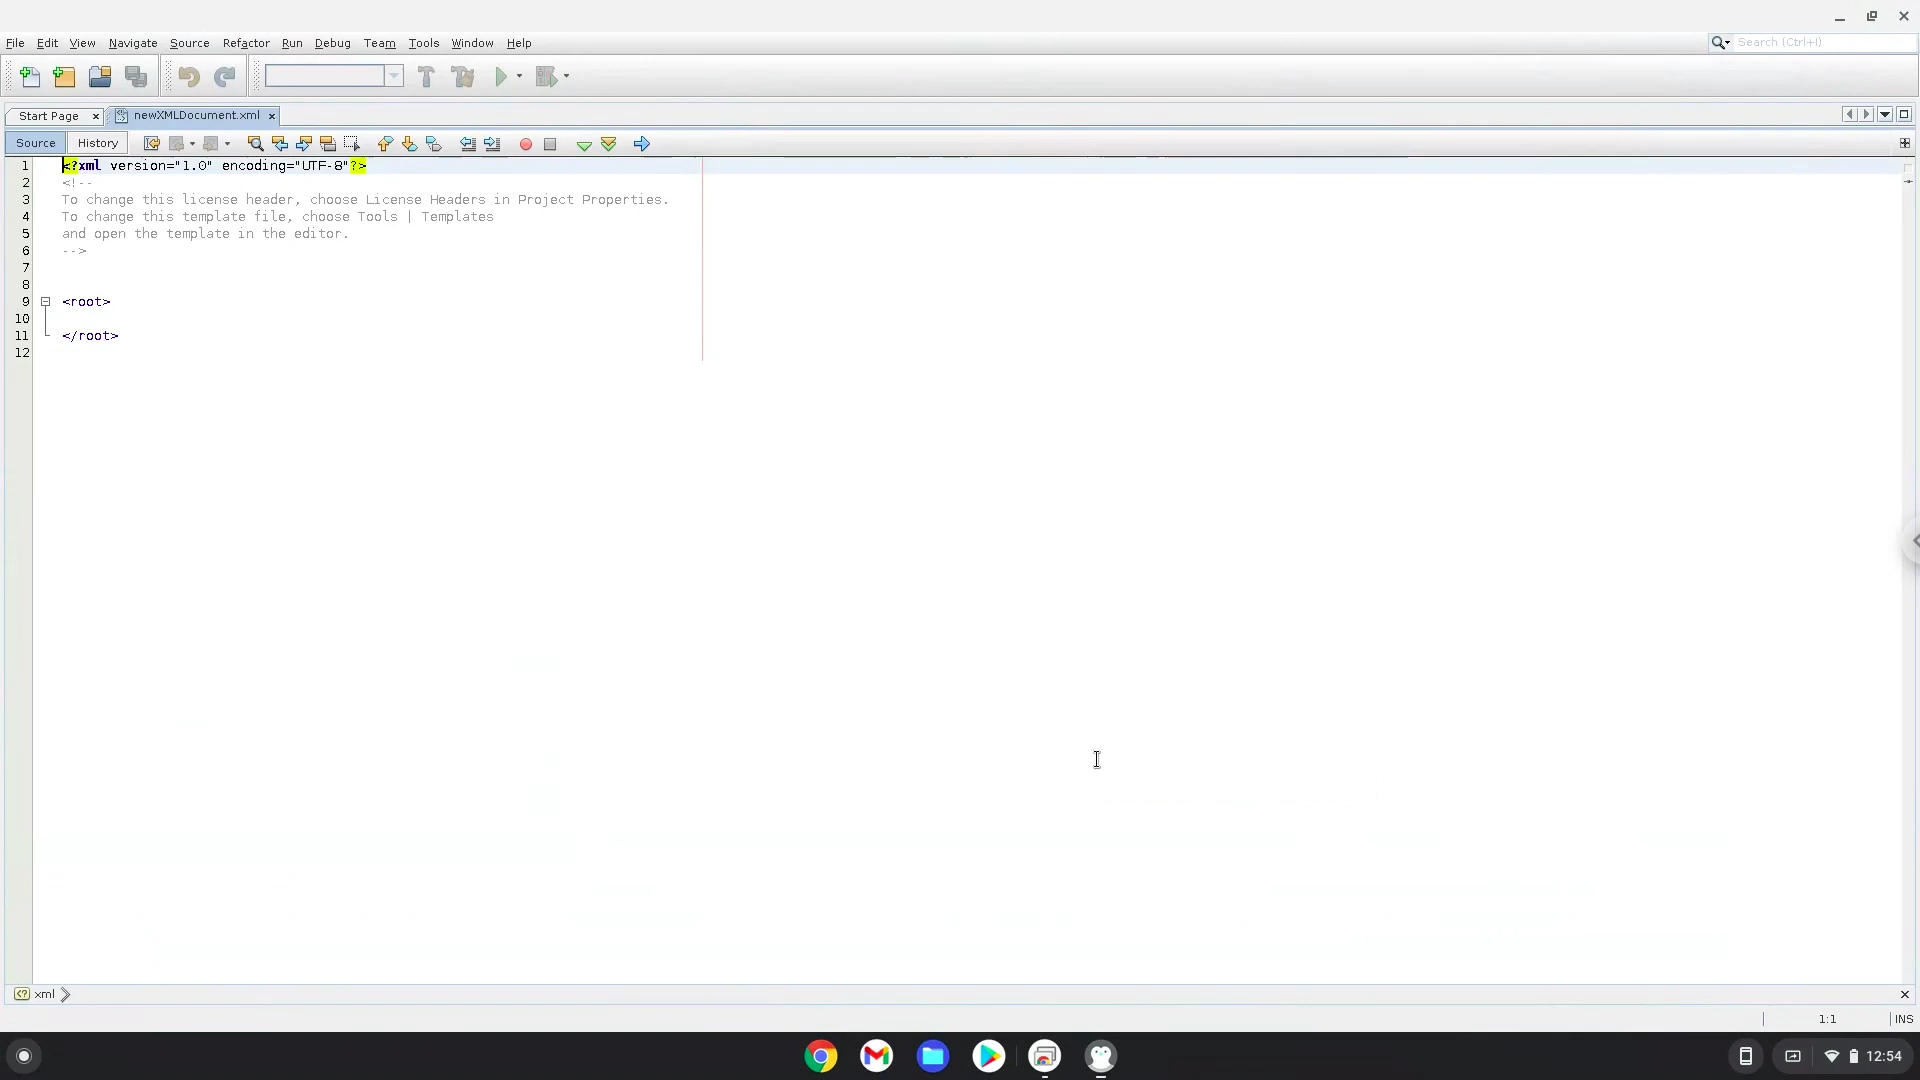 File Edit View Navigate Source Refactor Run Debug Team Tools Window Help
Search (Ctrl+I)
Start Page
newXMLDocument.xml
Source History
1 <?xml version="1.0" encoding="UTF-8"?>
2 <!--
3 To change this license header, choose License Headers in Project Properties.
4 To change this template file, choose Tools | Templates
5 and open the template in the editor.
6 -->
7
8
9 <root>
10
11 </root>
12
xml
1:1 INS
12:54